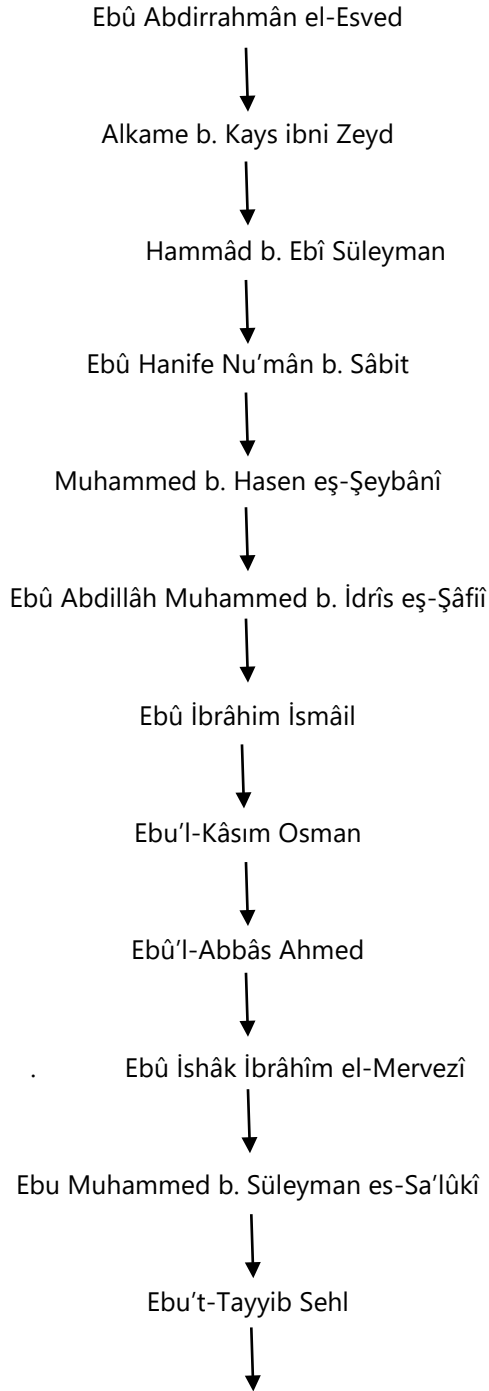 Ebû Abdirrahmân el-Esved
Alkame b. Kays ibni Zeyd
Hammâd b. Ebî Süleyman
Ebû Hanife Nu’mân b. Sâbit
Muhammed b. Hasen eş-Şeybânî
Ebû Abdillâh Muhammed b. İdrîs eş-Şâfiî
Ebû İbrâhim İsmâil
Ebu’l-Kâsım Osman
Ebû’l-Abbâs Ahmed
. Ebû İshâk İbrâhîm el-Mervezî
Ebu Muhammed b. Süleyman es-Sa’lûkî
Ebu’t-Tayyib Sehl